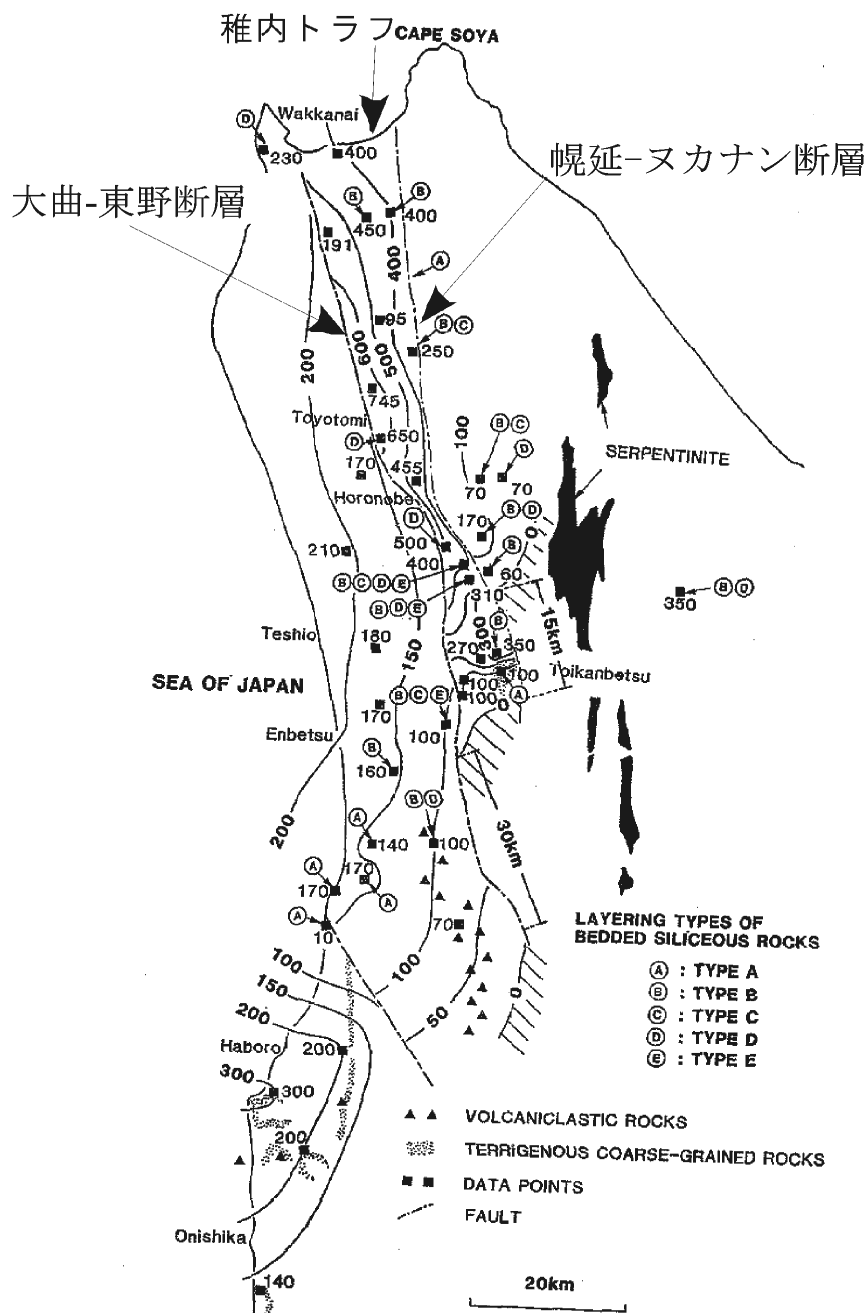 稚内トラフ
CAPE SOYA
Wakkanai
D
230
400
幌延-ヌカナン断層
大曲-東野断層
B
450
B
400
191
400
A
95
B C
250
600
500
200
745
Toyotomi
D
650
170
455
Horonobe
100
B C
D
70
70
SERPENTINITE
170
B D
0
D
500
B
210
400
60
B C D E
310
B D E
15km
B D
350
Teshio
180
150
300
B
270
350
Toikanbetsu
SEA OF JAPAN
100
100
100
0
A
170
B C E
100
Enbetsu
B
160
200
B D
30km
A
140
100
A
170
170
A
A
10
70
LAYERING TYPES OF
BEDDED SILICEOUS ROCKS
A : TYPE A
B : TYPE B
C : TYPE C
D : TYPE D
E : TYPE E
100
100
150
50
0
200
Haboro
200
300
300
200
VOLCANICLASTIC ROCKS
TERRIGENOUS COARSE-GRAINED ROCKS
DATA POINTS
FAULT
Onishika
140
20km